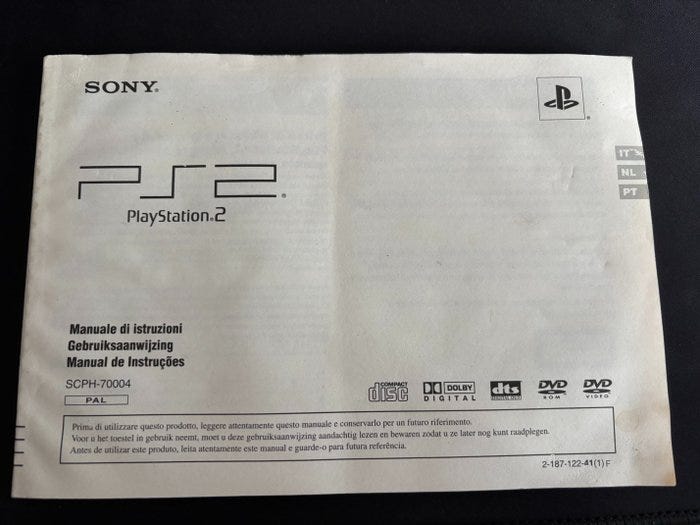 SONY®
IT
NL
PT
PS2®
PlayStation®2
Manuale di istruzioni
Gebruiksaanwijzing
Manual de Instruções
SCPH-70004
PAL
COMPACT disc
DOLBY DIGITAL
dts
DVD ROM
DVD VIDEO
Prima di utilizzare questo prodotto, leggere attentamente questo manuale e conservarlo per un futuro riferimento.
Voor u het toestel in gebruik neemt, moet u deze gebruiksaanwijzing aandachtig lezen en bewaren zodat u ze later nog kunt raadplegen.
Antes de utilizar este produto, leita atentamente este manual e guarde-o para futura referência.
2-187-122-41(1) F